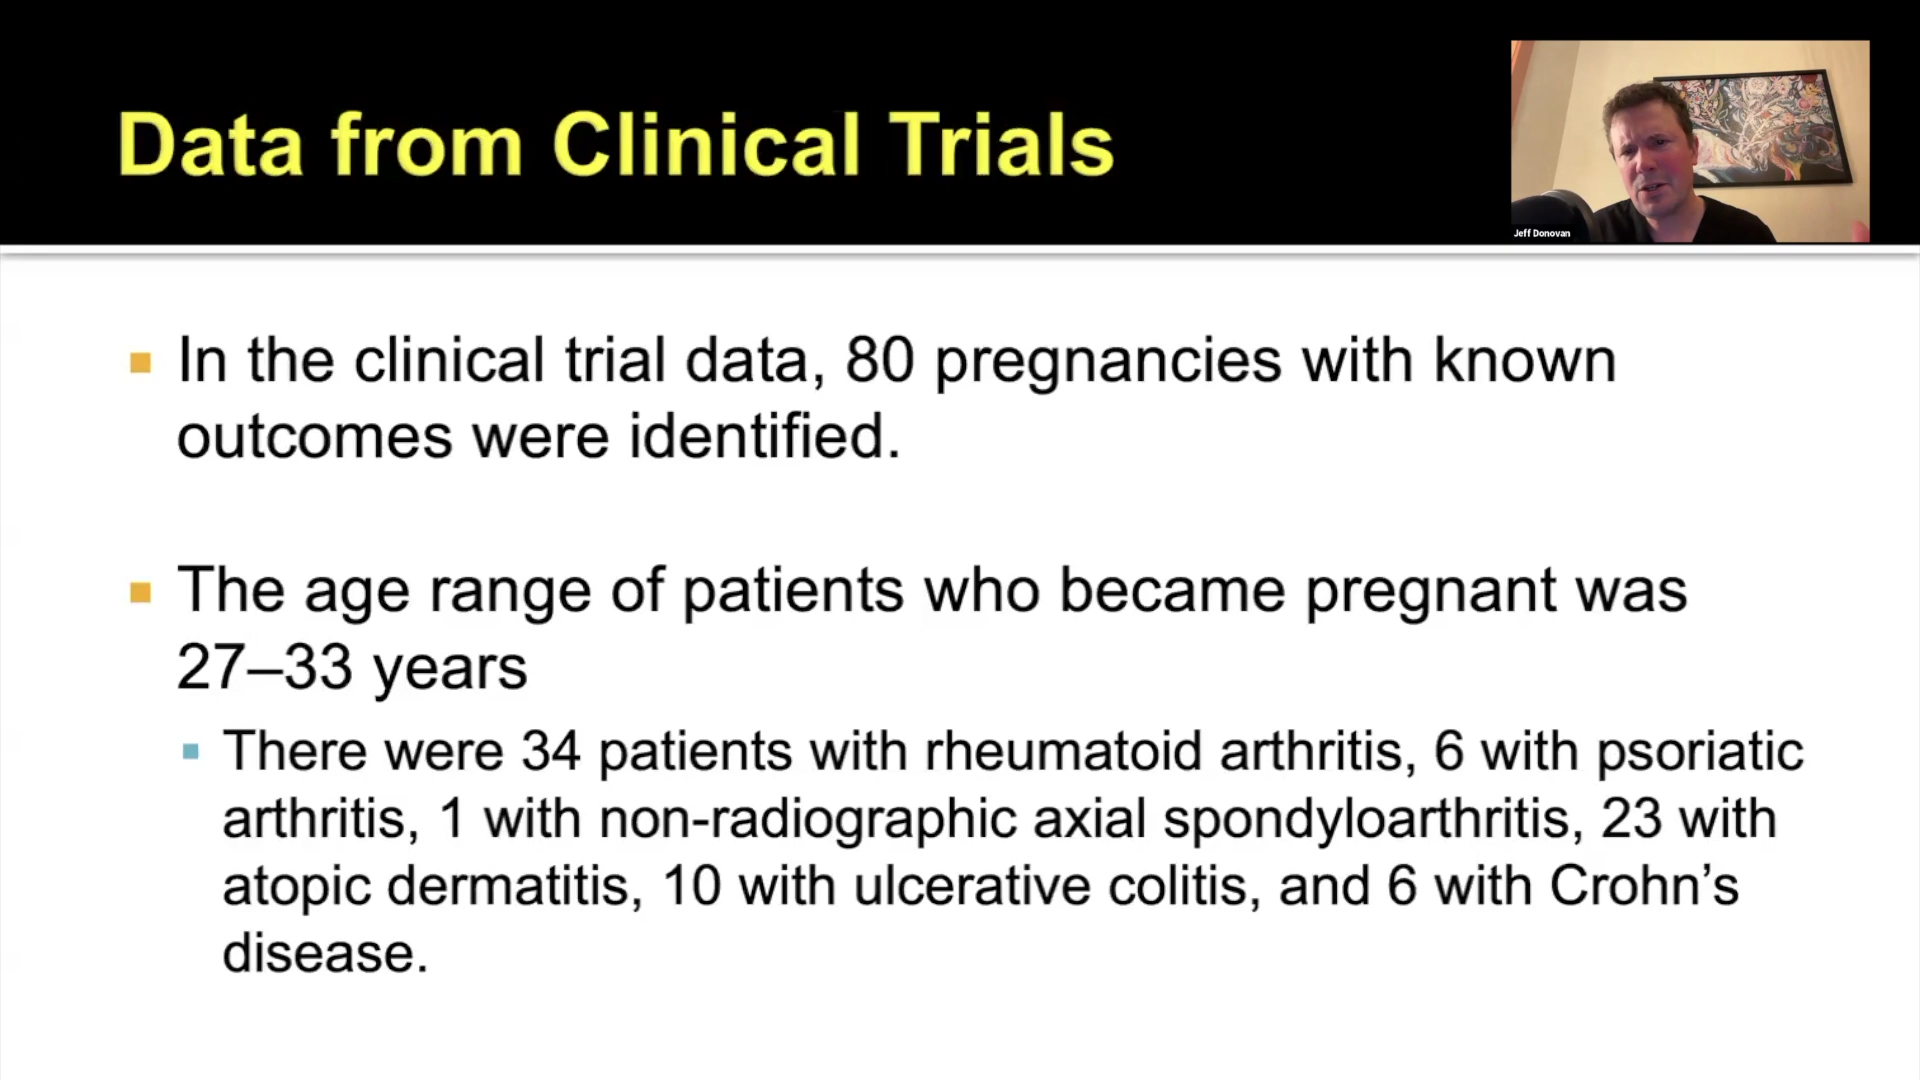 Data from Clinical Trials
Jeff Donovan
In the clinical trial data, 80 pregnancies with known
outcomes were identified.
The age range of patients who became pregnant was
27–33 years
There were 34 patients with rheumatoid arthritis, 6 with psoriatic
arthritis, 1 with non-radiographic axial spondyloarthritis, 23 with
atopic dermatitis, 10 with ulcerative colitis, and 6 with Crohn’s
disease.